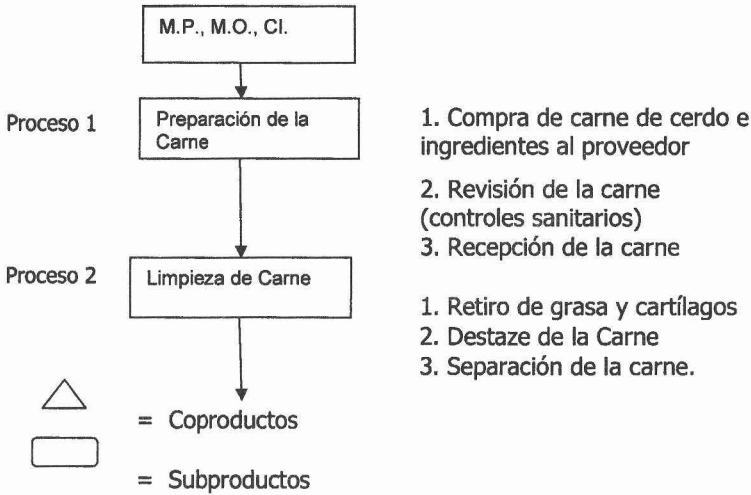 M.P., M.O., CI.
Proceso 1
Preparación de la
Carne
1. Compra de carne de cerdo e
ingredientes al proveedor
2. Revisión de la carne
(controles sanitarios)
3. Recepción de la carne
Proceso 2
Limpieza de Carne
1. Retiro de grasa y cartílagos
2. Destaze de la Carne
3. Separación de la carne.
= Coproductos
= Subproductos